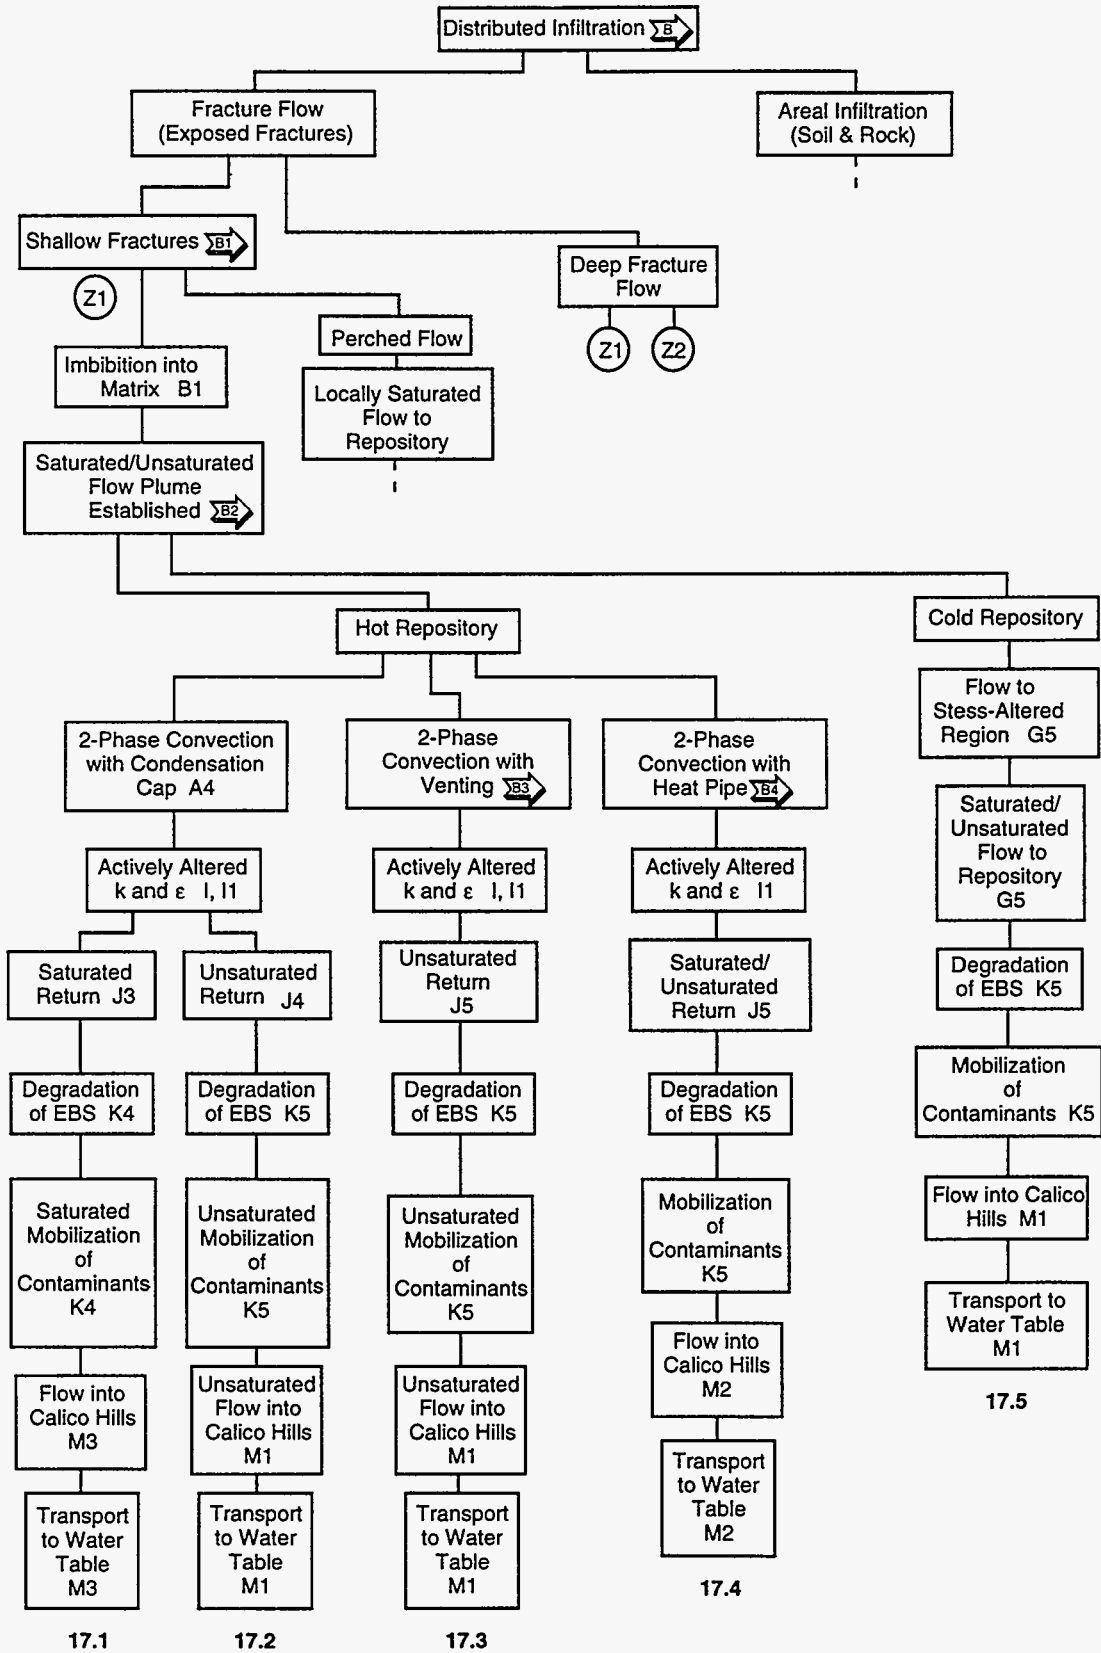 Distributed Infiltration B
Fracture Flow
(Exposed Fractures)
Areal Infiltration
(Soil & Rock)
Shallow Fractures B1
Z1
Deep Fracture
Flow
Z1 Z2
Perched Flow
Imbibition into
Matrix B1
Locally Saturated
Flow to
Repository
Saturated/Unsaturated
Flow Plume
Established B2
Hot Repository
Cold Repository
2-Phase Convection
with Condensation
Cap A4
Actively Altered
k and ε I, I1
Saturated
Return J3
Degradation
of EBS K4
Saturated
Mobilization
of
Contaminants
K4
Flow into
Calico Hills
M3
Transport
to Water
Table
M3
17.1
Unsaturated
Return J4
Degradation
of EBS K5
Unsaturated
Mobilization
of
Contaminants
K5
Unsaturated
Flow into
Calico Hills
M1
Transport
to Water
Table
M1
17.2
2-Phase
Convection with
Venting B3
Actively Altered
k and ε I, I1
Unsaturated
Return
J5
Degradation
of EBS K5
Unsaturated
Mobilization
of
Contaminants
K5
Unsaturated
Flow into
Calico Hills
M1
Transport
to Water
Table
M1
17.3
2-Phase
Convection with
Heat Pipe B4
Actively Altered
k and ε I1
Saturated/
Unsaturated
Return J5
Degradation
of EBS K5
Mobilization
of
Contaminants
K5
Flow into
Calico Hills
M2
Transport
to Water
Table
M2
17.4
Flow to
Stess-Altered
Region G5
Saturated/
Unsaturated
Flow to
Repository
G5
Degradation
of EBS K5
Mobilization
of
Contaminants K5
Flow into Calico
Hills M1
Transport to
Water Table
M1
17.5